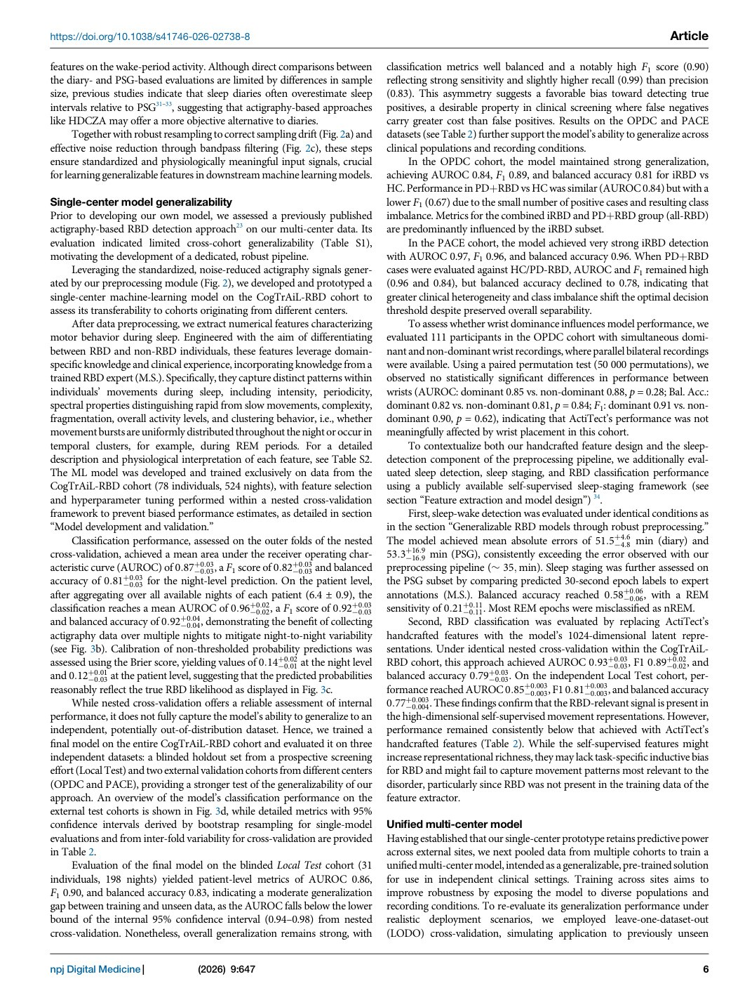 https://doi.org/10.1038/s41746-026-02738-8
Article
features on the wake-period activity. Although direct comparisons between
the diary- and PSG-based evaluations are limited by differences in sample
size, previous studies indicate that sleep diaries often overestimate sleep
intervals relative to PSG31–33, suggesting that actigraphy-based approaches
like HDCZA may offer a more objective alternative to diaries.
Together with robust resampling to correct sampling drift (Fig. 2a) and
effective noise reduction through bandpass filtering (Fig. 2c), these steps
ensure standardized and physiologically meaningful input signals, crucial
for learning generalizable features in downstream machine learning models.
Single-center model generalizability
Prior to developing our own model, we assessed a previously published
actigraphy-based RBD detection approach23 on our multi-center data. Its
evaluation indicated limited cross-cohort generalizability (Table S1),
motivating the development of a dedicated, robust pipeline.
Leveraging the standardized, noise-reduced actigraphy signals gener-
ated by our preprocessing module (Fig. 2), we developed and prototyped a
single-center machine-learning model on the CogTrAiL-RBD cohort to
assess its transferability to cohorts originating from different centers.
After data preprocessing, we extract numerical features characterizing
motor behavior during sleep. Engineered with the aim of differentiating
between RBD and non-RBD individuals, these features leverage domain-
specific knowledge and clinical experience, incorporating knowledge from a
trained RBD expert (M.S.). Specifically, they capture distinct patterns within
individuals’ movements during sleep, including intensity, periodicity,
spectral properties distinguishing rapid from slow movements, complexity,
fragmentation, overall activity levels, and clustering behavior, i.e., whether
movement bursts are uniformly distributed throughout the night or occur in
temporal clusters, for example, during REM periods. For a detailed
description and physiological interpretation of each feature, see Table S2.
The ML model was developed and trained exclusively on data from the
CogTrAiL-RBD cohort (78 individuals, 524 nights), with feature selection
and hyperparameter tuning performed within a nested cross-validation
framework to prevent biased performance estimates, as detailed in section
“Model development and validation.”
Classification performance, assessed on the outer folds of the nested
cross-validation, achieved a mean area under the receiver operating char-
acteristic curve (AUROC) of 0.87+0.03−0.03, a F1 score of 0.82+0.03−0.03 and balanced
accuracy of 0.81+0.03−0.03 for the night-level prediction. On the patient level,
after aggregating over all available nights of each patient (6.4 ± 0.9), the
classification reaches a mean AUROC of 0.96+0.02−0.02, a F1 score of 0.92+0.03−0.03
and balanced accuracy of 0.92+0.04−0.04, demonstrating the benefit of collecting
actigraphy data over multiple nights to mitigate night-to-night variability
(see Fig. 3b). Calibration of non-thresholded probability predictions was
assessed using the Brier score, yielding values of 0.14+0.02−0.01 at the night level
and 0.12+0.01−0.03 at the patient level, suggesting that the predicted probabilities
reasonably reflect the true RBD likelihood as displayed in Fig. 3c.
While nested cross-validation offers a reliable assessment of internal
performance, it does not fully capture the model’s ability to generalize to an
independent, potentially out-of-distribution dataset. Hence, we trained a
final model on the entire CogTrAiL-RBD cohort and evaluated it on three
independent datasets: a blinded holdout set from a prospective screening
effort (Local Test) and two external validation cohorts from different centers
(OPDC and PACE), providing a stronger test of the generalizability of our
approach. An overview of the model’s classification performance on the
external test cohorts is shown in Fig. 3d, while detailed metrics with 95%
confidence intervals derived by bootstrap resampling for single-model
evaluations and from inter-fold variability for cross-validation are provided
in Table 2.
Evaluation of the final model on the blinded Local Test cohort (31
individuals, 198 nights) yielded patient-level metrics of AUROC 0.86,
F1 0.90, and balanced accuracy 0.83, indicating a moderate generalization
gap between training and unseen data, as the AUROC falls below the lower
bound of the internal 95% confidence interval (0.94–0.98) from nested
cross-validation. Nonetheless, overall generalization remains strong, with
classification metrics well balanced and a notably high F1 score (0.90)
reflecting strong sensitivity and slightly higher recall (0.99) than precision
(0.83). This asymmetry suggests a favorable bias toward detecting true
positives, a desirable property in clinical screening where false negatives
carry greater cost than false positives. Results on the OPDC and PACE
datasets (see Table 2) further support the model’s ability to generalize across
clinical populations and recording conditions.
In the OPDC cohort, the model maintained strong generalization,
achieving AUROC 0.84, F1 0.89, and balanced accuracy 0.81 for iRBD vs
HC. Performance in PD+RBD vs HC was similar (AUROC 0.84) but with a
lower F1 (0.67) due to the small number of positive cases and resulting class
imbalance. Metrics for the combined iRBD and PD+RBD group (all-RBD)
are predominantly influenced by the iRBD subset.
In the PACE cohort, the model achieved very strong iRBD detection
with AUROC 0.97, F1 0.96, and balanced accuracy 0.96. When PD+RBD
cases were evaluated against HC/PD-RBD, AUROC and F1 remained high
(0.96 and 0.84), but balanced accuracy declined to 0.78, indicating that
greater clinical heterogeneity and class imbalance shift the optimal decision
threshold despite preserved overall separability.
To assess whether wrist dominance influences model performance, we
evaluated 111 participants in the OPDC cohort with simultaneous domi-
nant and non-dominant wrist recordings, where parallel bilateral recordings
were available. Using a paired permutation test (50 000 permutations), we
observed no statistically significant differences in performance between
wrists (AUROC: dominant 0.85 vs. non-dominant 0.88, p = 0.28; Bal. Acc.:
dominant 0.82 vs. non-dominant 0.81, p = 0.84; F1: dominant 0.91 vs. non-
dominant 0.90, p = 0.62), indicating that ActiTect’s performance was not
meaningfully affected by wrist placement in this cohort.
To contextualize both our handcrafted feature design and the sleep-
detection component of the preprocessing pipeline, we additionally eval-
uated sleep detection, sleep staging, and RBD classification performance
using a publicly available self-supervised sleep-staging framework (see
section “Feature extraction and model design”) 34.
First, sleep-wake detection was evaluated under identical conditions as
in the section “Generalizable RBD models through robust preprocessing.”
The model achieved mean absolute errors of 51.5+4.6−4.8 min (diary) and
53.3+16.9−16.9 min (PSG), consistently exceeding the error observed with our
preprocessing pipeline (∼ 35, min). Sleep staging was further assessed on
the PSG subset by comparing predicted 30-second epoch labels to expert
annotations (M.S.). Balanced accuracy reached 0.58+0.06−0.06, with a REM
sensitivity of 0.21+0.11−0.11. Most REM epochs were misclassified as nREM.
Second, RBD classification was evaluated by replacing ActiTect’s
handcrafted features with the model’s 1024-dimensional latent repre-
sentations. Under identical nested cross-validation within the CogTrAiL-
RBD cohort, this approach achieved AUROC 0.93+0.03−0.03, F1 0.89+0.02−0.02, and
balanced accuracy 0.79+0.03−0.03. On the independent Local Test cohort, per-
formance reached AUROC 0.85+0.003−0.003, F1 0.81+0.003−0.003, and balanced accuracy
0.77+0.003−0.004. These findings confirm that the RBD-relevant signal is present in
the high-dimensional self-supervised movement representations. However,
performance remained consistently below that achieved with ActiTect’s
handcrafted features (Table 2). While the self-supervised features might
increase representational richness, they may lack task-specific inductive bias
for RBD and might fail to capture movement patterns most relevant to the
disorder, particularly since RBD was not present in the training data of the
feature extractor.
Unified multi-center model
Having established that our single-center prototype retains predictive power
across external sites, we next pooled data from multiple cohorts to train a
unified multi-center model, intended as a generalizable, pre-trained solution
for use in independent clinical settings. Training across sites aims to
improve robustness by exposing the model to diverse populations and
recording conditions. To re-evaluate its generalization performance under
realistic deployment scenarios, we employed leave-one-dataset-out
(LODO) cross-validation, simulating application to previously unseen
npj Digital Medicine | (2026) 9:647
6